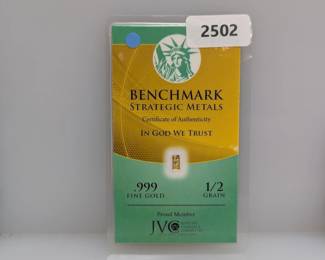 2502
BENCHMARK
STRATEGIC METALS
Certificate of Authenticity
IN GOD WE TRUST
.999
FINE GOLD
1/2
GRAIN
Proud Member
JVC